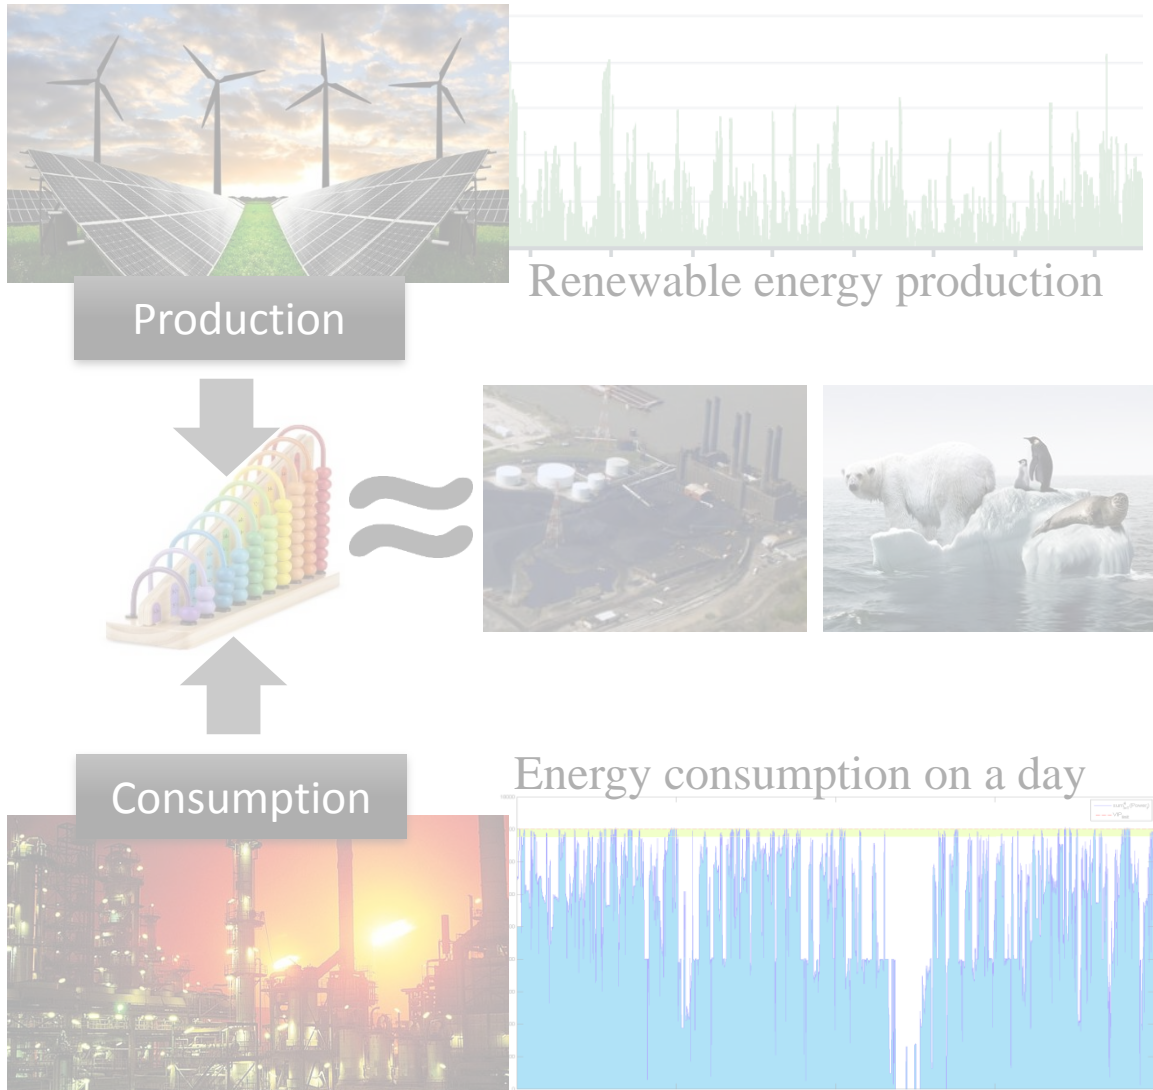 Renewable energy production
Production
Energy consumption on a day
Consumption